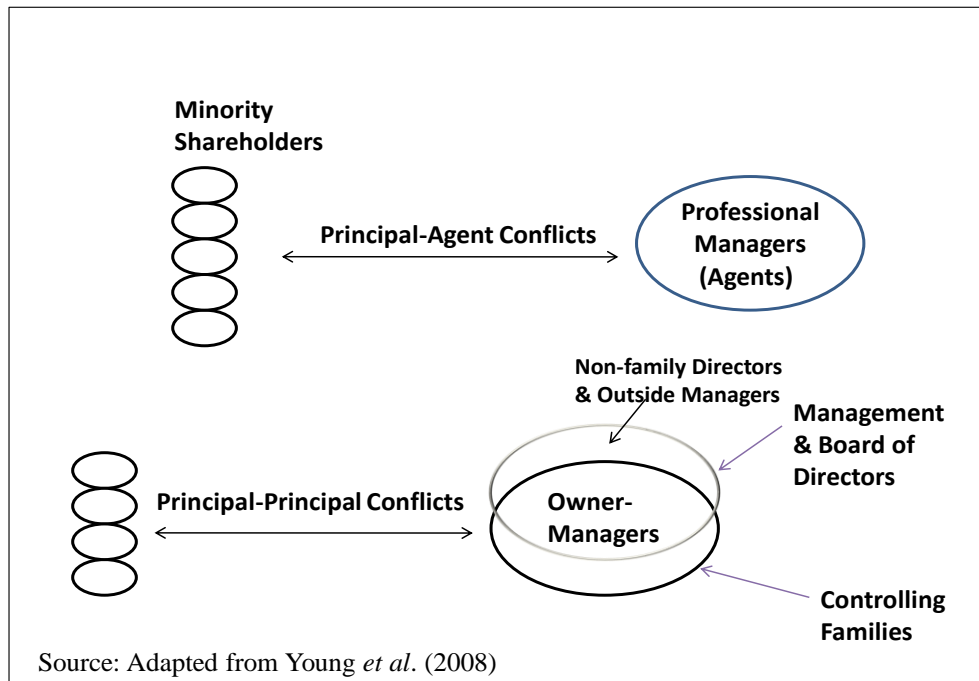 Minority
Shareholders
Principal-Agent Conflicts
Professional
Managers
(Agents)
Non-family Directors
& Outside Managers
Management
& Board of
Directors
Principal-Principal Conflicts
Owner-
Managers
Controlling
Families
Source: Adapted from Young et al. (2008)